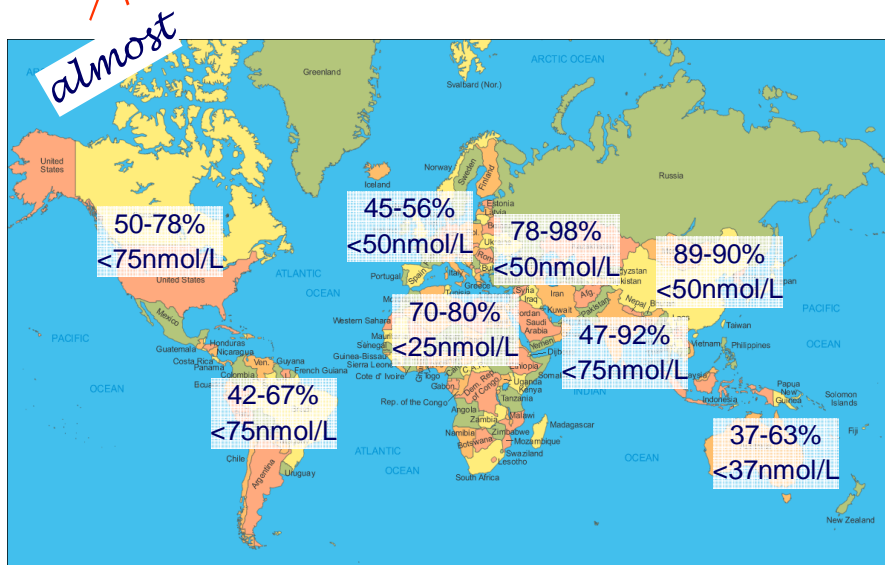 almost
ARCTIC OCEAN
Greenland
Svalbard (Nor.)
United
States
Norway
Sweden
Finland
Russia
Iceland
Estonia
Latvia
50-78%
<75nmol/L
45-56%
<50nmol/L
78-98%
<50nmol/L
89-90%
<50nmol/L
United States
ATLANTIC
OCEAN
Portugal
Spain
Italy
Greece
Syria
Iraq
Iran
Afg.
Pakistan
Nepal
Kuwait
Saudi
Arabia
Yemen
70-80%
<25nmol/L
47-92%
<75nmol/L
Mexico
Western Sahara
Taiwan
PACIFIC
OCEAN
PACIFIC
OCEAN
Guatemala
Honduras
Nicaragua
Costa Rica
Panama
Ven.
Guyana
French Guiana
Colombia
Senegal
Guinea-Bissau
Sierra Leone
Cote d' Ivoire
Togo
Vietnam
Philippines
Ethiopia
Uganda
Kenya
Gabon
Dem. Rep.
of Congo
Rep. of the Congo
Tanzania
INDIAN
OCEAN
Indonesia
Papua
New
Guinea
Solomon
Islands
42-67%
<75nmol/L
Angola
Zambia
Malawi
Madagascar
Namibia
Zimbabwe
Botswana
Mozambique
Swaziland
Lesotho
South Africa
Fiji
37-63%
<37nmol/L
ATLANTIC
OCEAN
Chile
Argentina
Uruguay
New Zealand